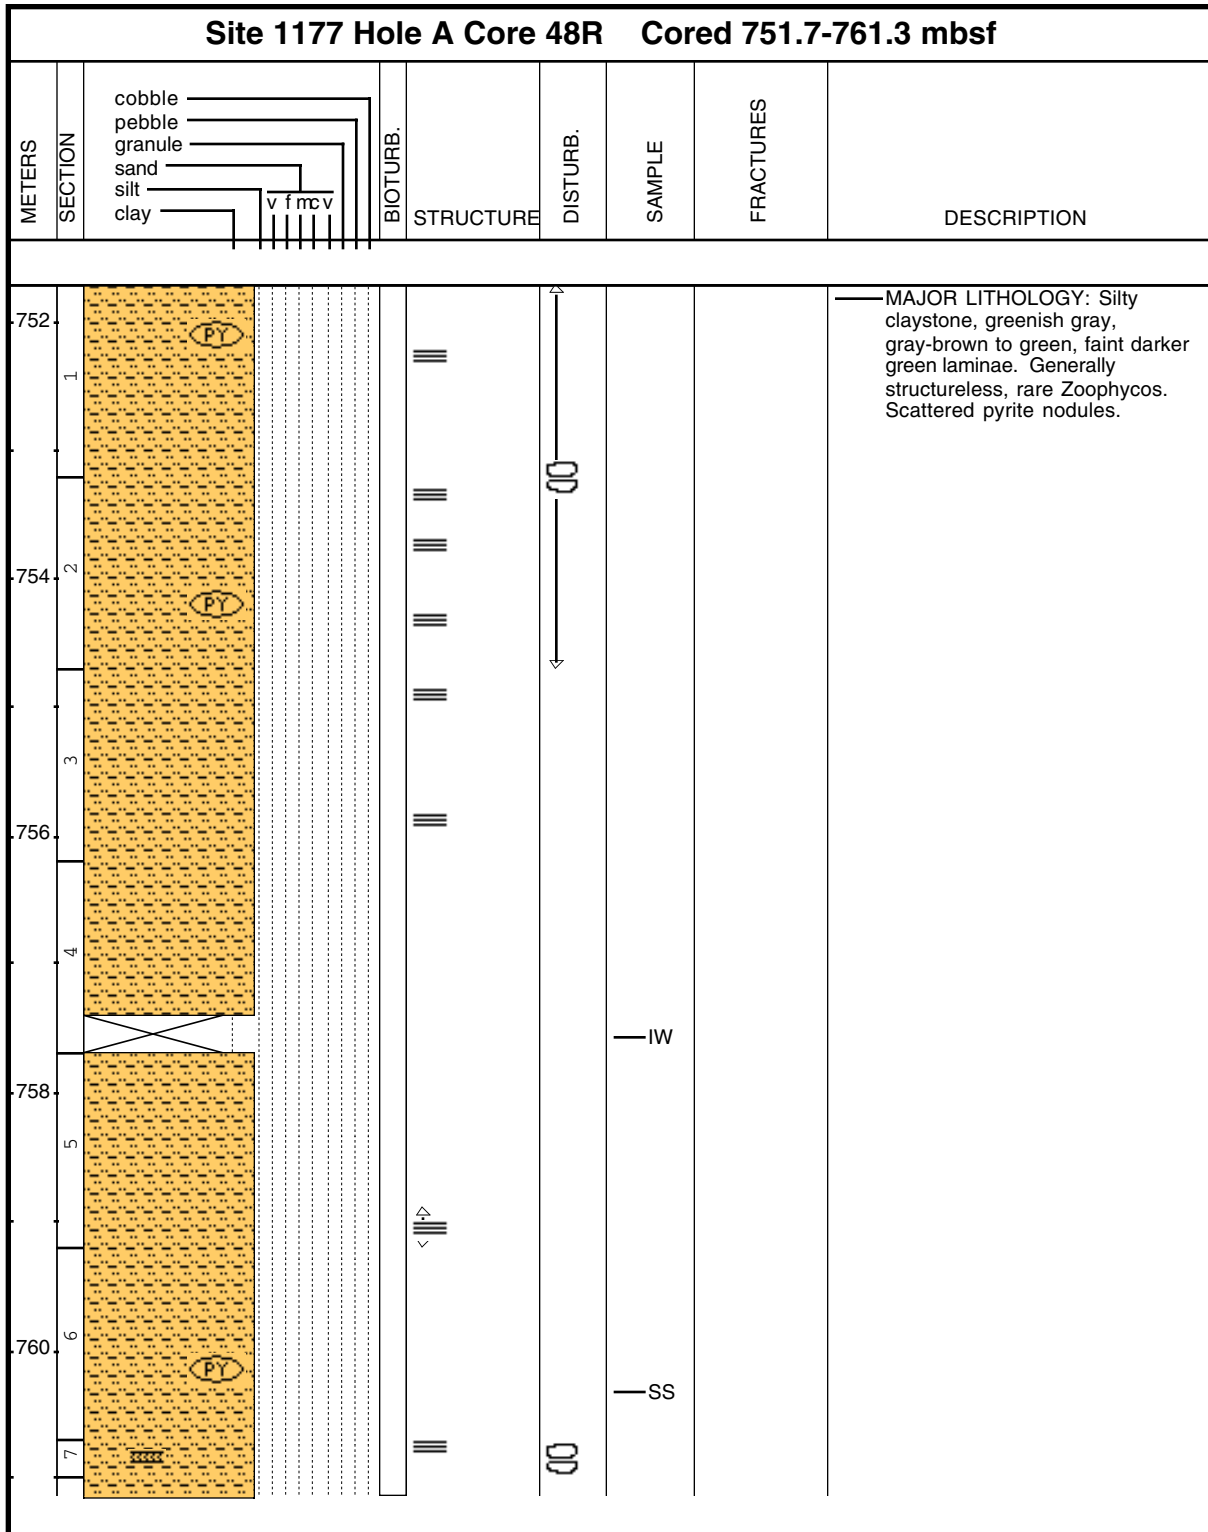 Site 1177 Hole A Core 48R Cored 751.7-761.3 mbsf
METERS
SECTION
cobble
pebble
granule
sand
silt
clay
v f m c v
BIOTURB.
STRUCTURE
DISTURB.
SAMPLE
FRACTURES
DESCRIPTION
MAJOR LITHOLOGY: Silty
claystone, greenish gray,
gray-brown to green, faint darker
green laminae. Generally
structureless, rare Zoophycos.
Scattered pyrite nodules.
752
PY
1
754
2
PY
3
756
4
IW
758
5
6
760
PY
SS
7